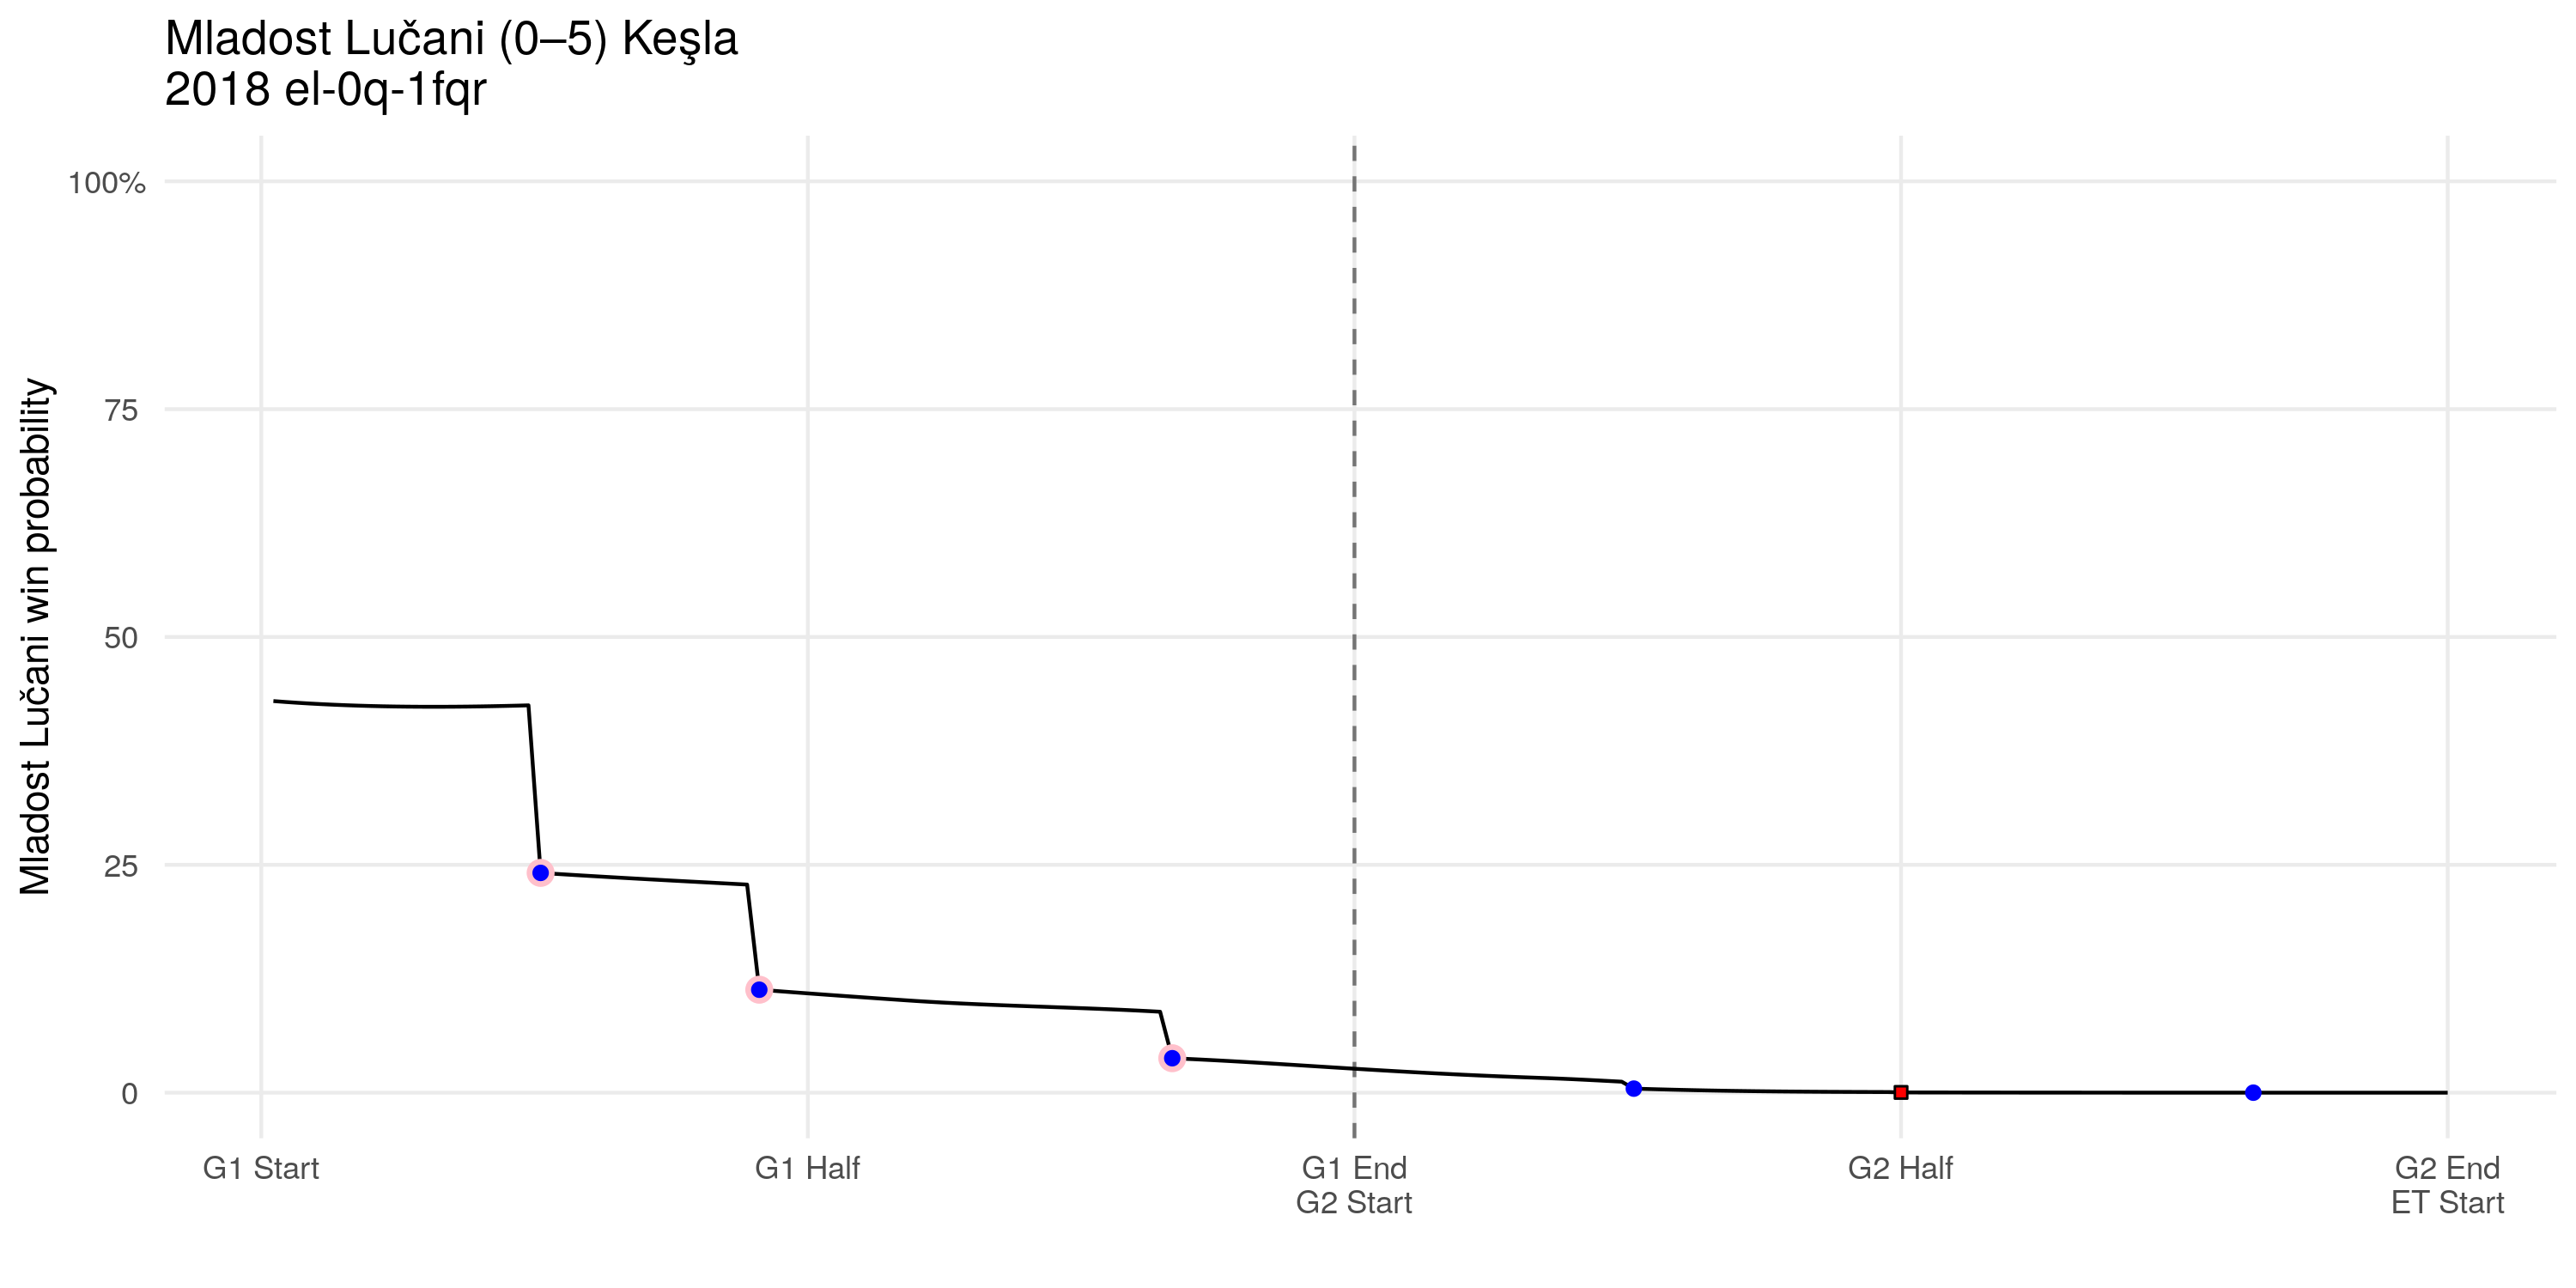 Mladost Lučani (0–5) Keşla
2018 el-0q-1fqr
Mladost Lučani win probability
100%
75
50
25
0
G1 Start
G1 Half
G1 End
G2 Start
G2 Half
G2 End
ET Start